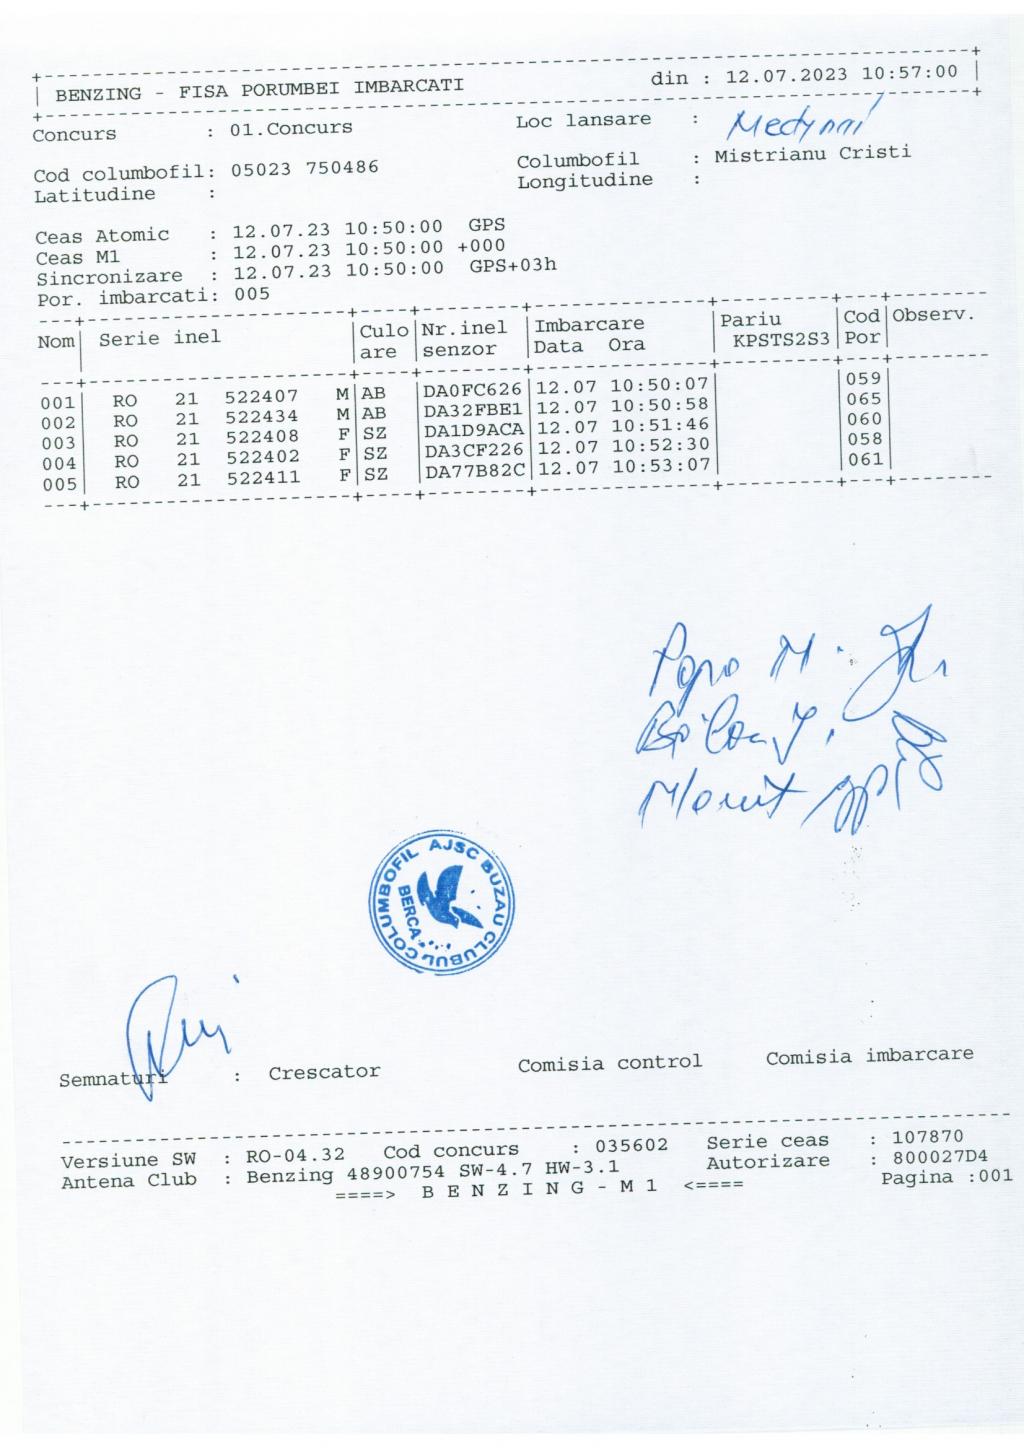 BENZING - FISA PORUMBEI IMBARCATI din : 12.07.2023 10:57:00
Concurs : 01.Concurs Loc lansare :
Cod columbofil: 05023 750486 Columbofil : Mistrianu Cristi
Latitudine : Longitudine :
Ceas Atomic : 12.07.23 10:50:00 GPS
Ceas M1 : 12.07.23 10:50:00 +000
Sincronizare : 12.07.23 10:50:00 GPS+03h
Por. imbarcati: 005
Nom| Serie inel |Culo|Nr.inel |Imbarcare |Pariu |Cod|Observ.
are |senzor |Data Ora | KPSTS2S3|Por|
001| RO 21 522407 M|AB |DA0FC626|12.07 10:50:07| |059|
002| RO 21 522434 M|AB |DA32FBE1|12.07 10:50:58| |065|
003| RO 21 522408 F|SZ |DA1D9ACA|12.07 10:51:46| |060|
004| RO 21 522402 F|SZ |DA3CF226|12.07 10:52:30| |058|
005| RO 21 522411 F|SZ |DA77B82C|12.07 10:53:07| |061|
Popa M.
CLUBUL COLUMBOFIL AJSC BUZAU
BERCA
Semnaturi : Crescator Comisia control Comisia imbarcare
Versiune SW : RO-04.32 Cod concurs : 035602 Serie ceas : 107870
Antena Club : Benzing 48900754 SW-4.7 HW-3.1 Autorizare : 800027D4
====> B E N Z I N G - M 1 <==== Pagina :001